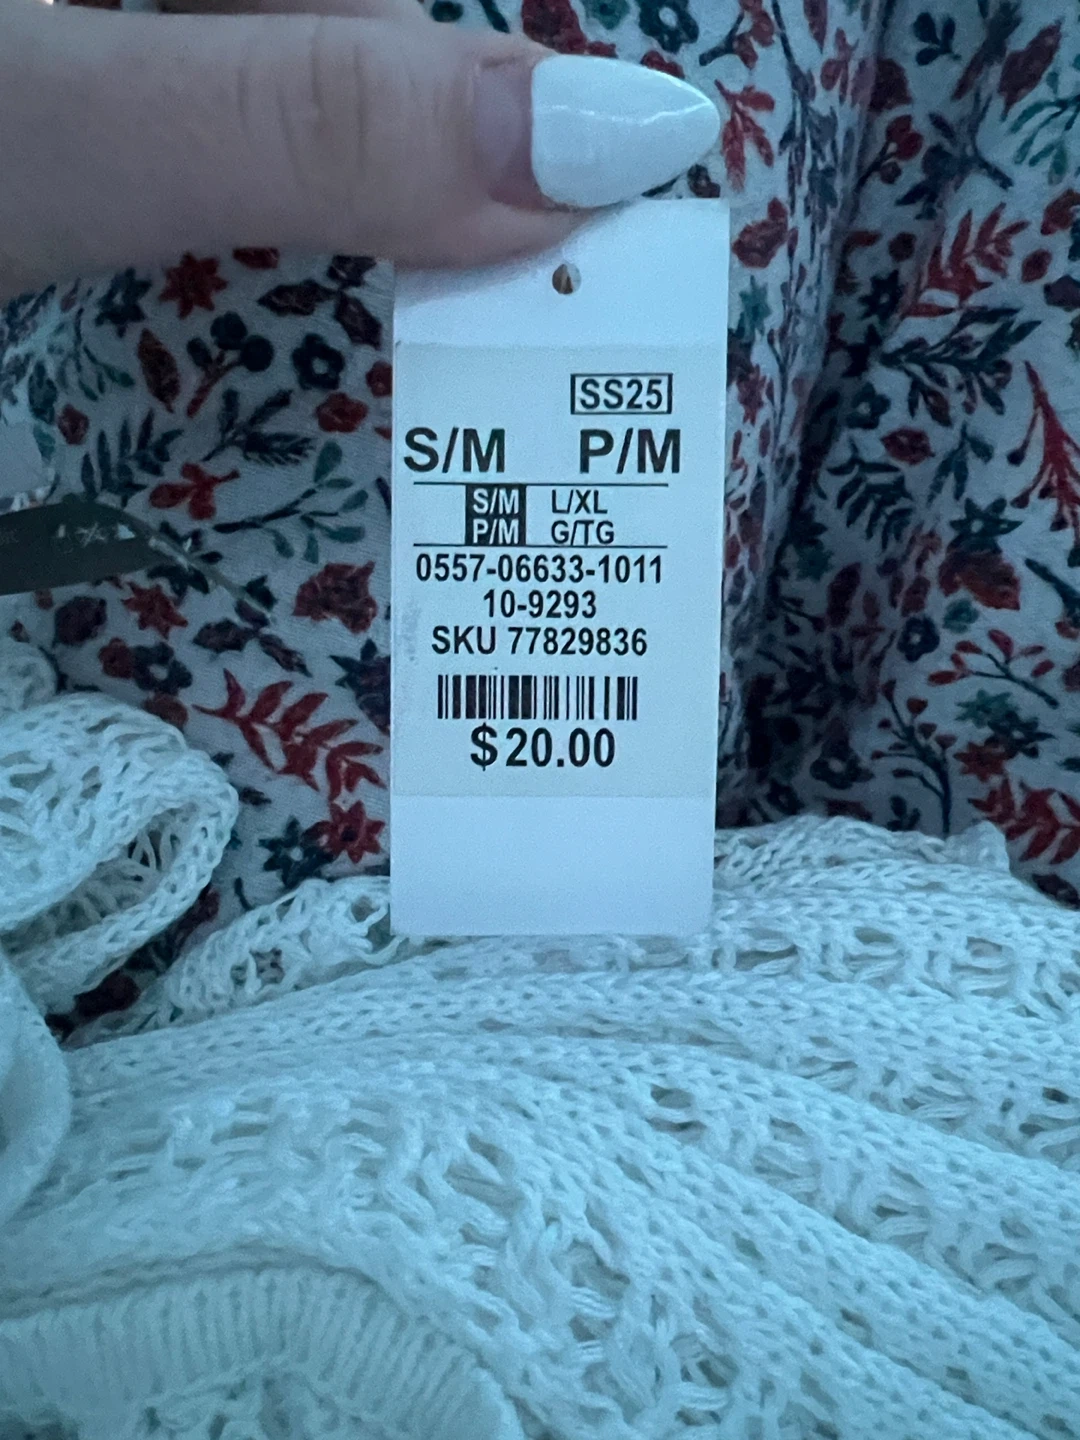 SS25
S/M P/M
S/M L/XL
P/M G/TG
0557-06633-1011
10-9293
SKU 77829836
$20.00